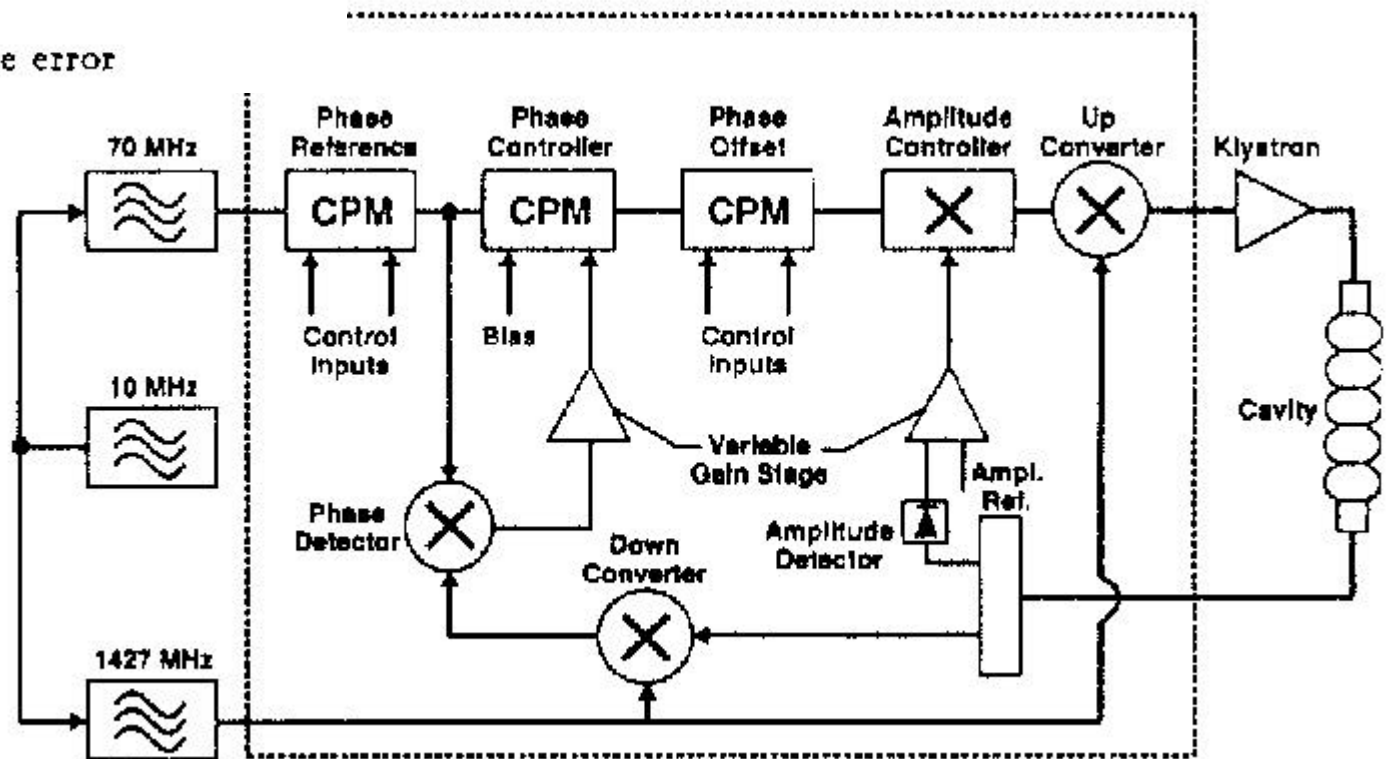 e error
70 MHz
Phase
Reference
Phase
Controller
Phase
Offset
Amplitude
Controller
Up
Converter
Klystron
CPM
CPM
CPM
Control
Inputs
Bias
Control
Inputs
10 MHz
Cavity
Variable
Gain Stage
Ampl.
Ref.
Phase
Detector
Amplitude
Detector
Down
Converter
1427 MHz